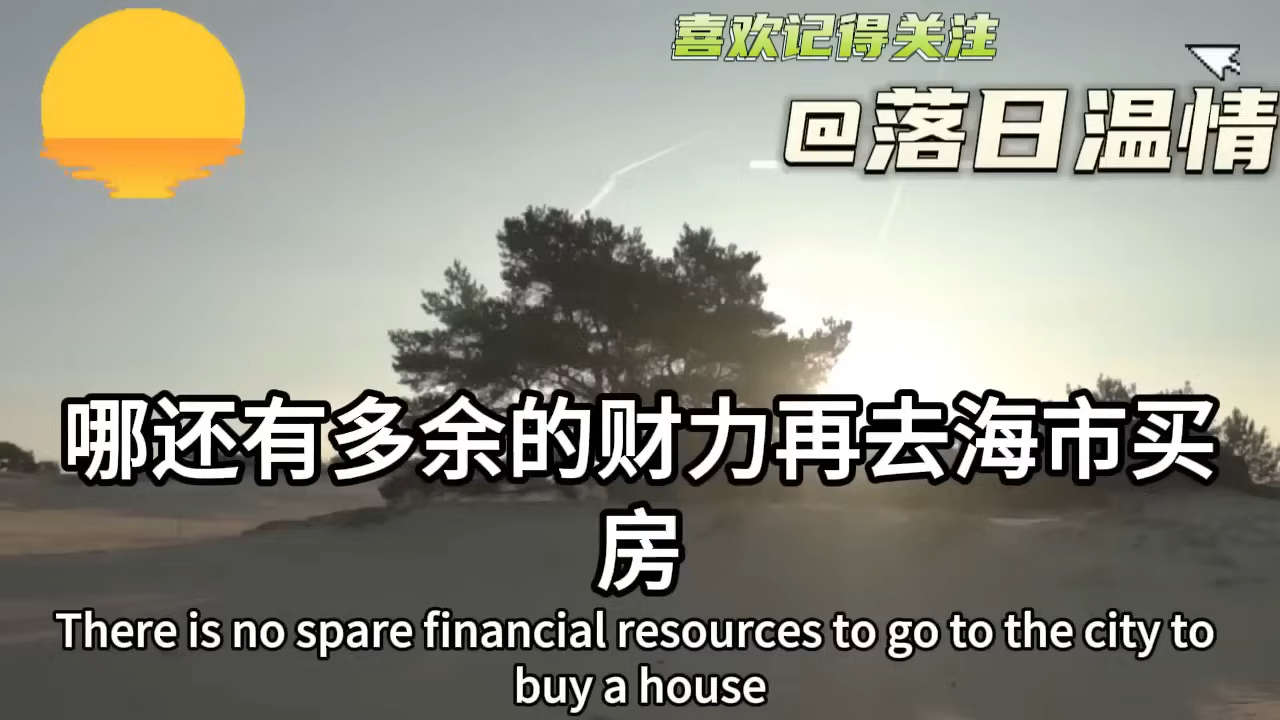 喜欢记得关注
@落日温情
哪还有多余的财力再去海市买
房
There is no spare financial resources to go to the city to
buy a house